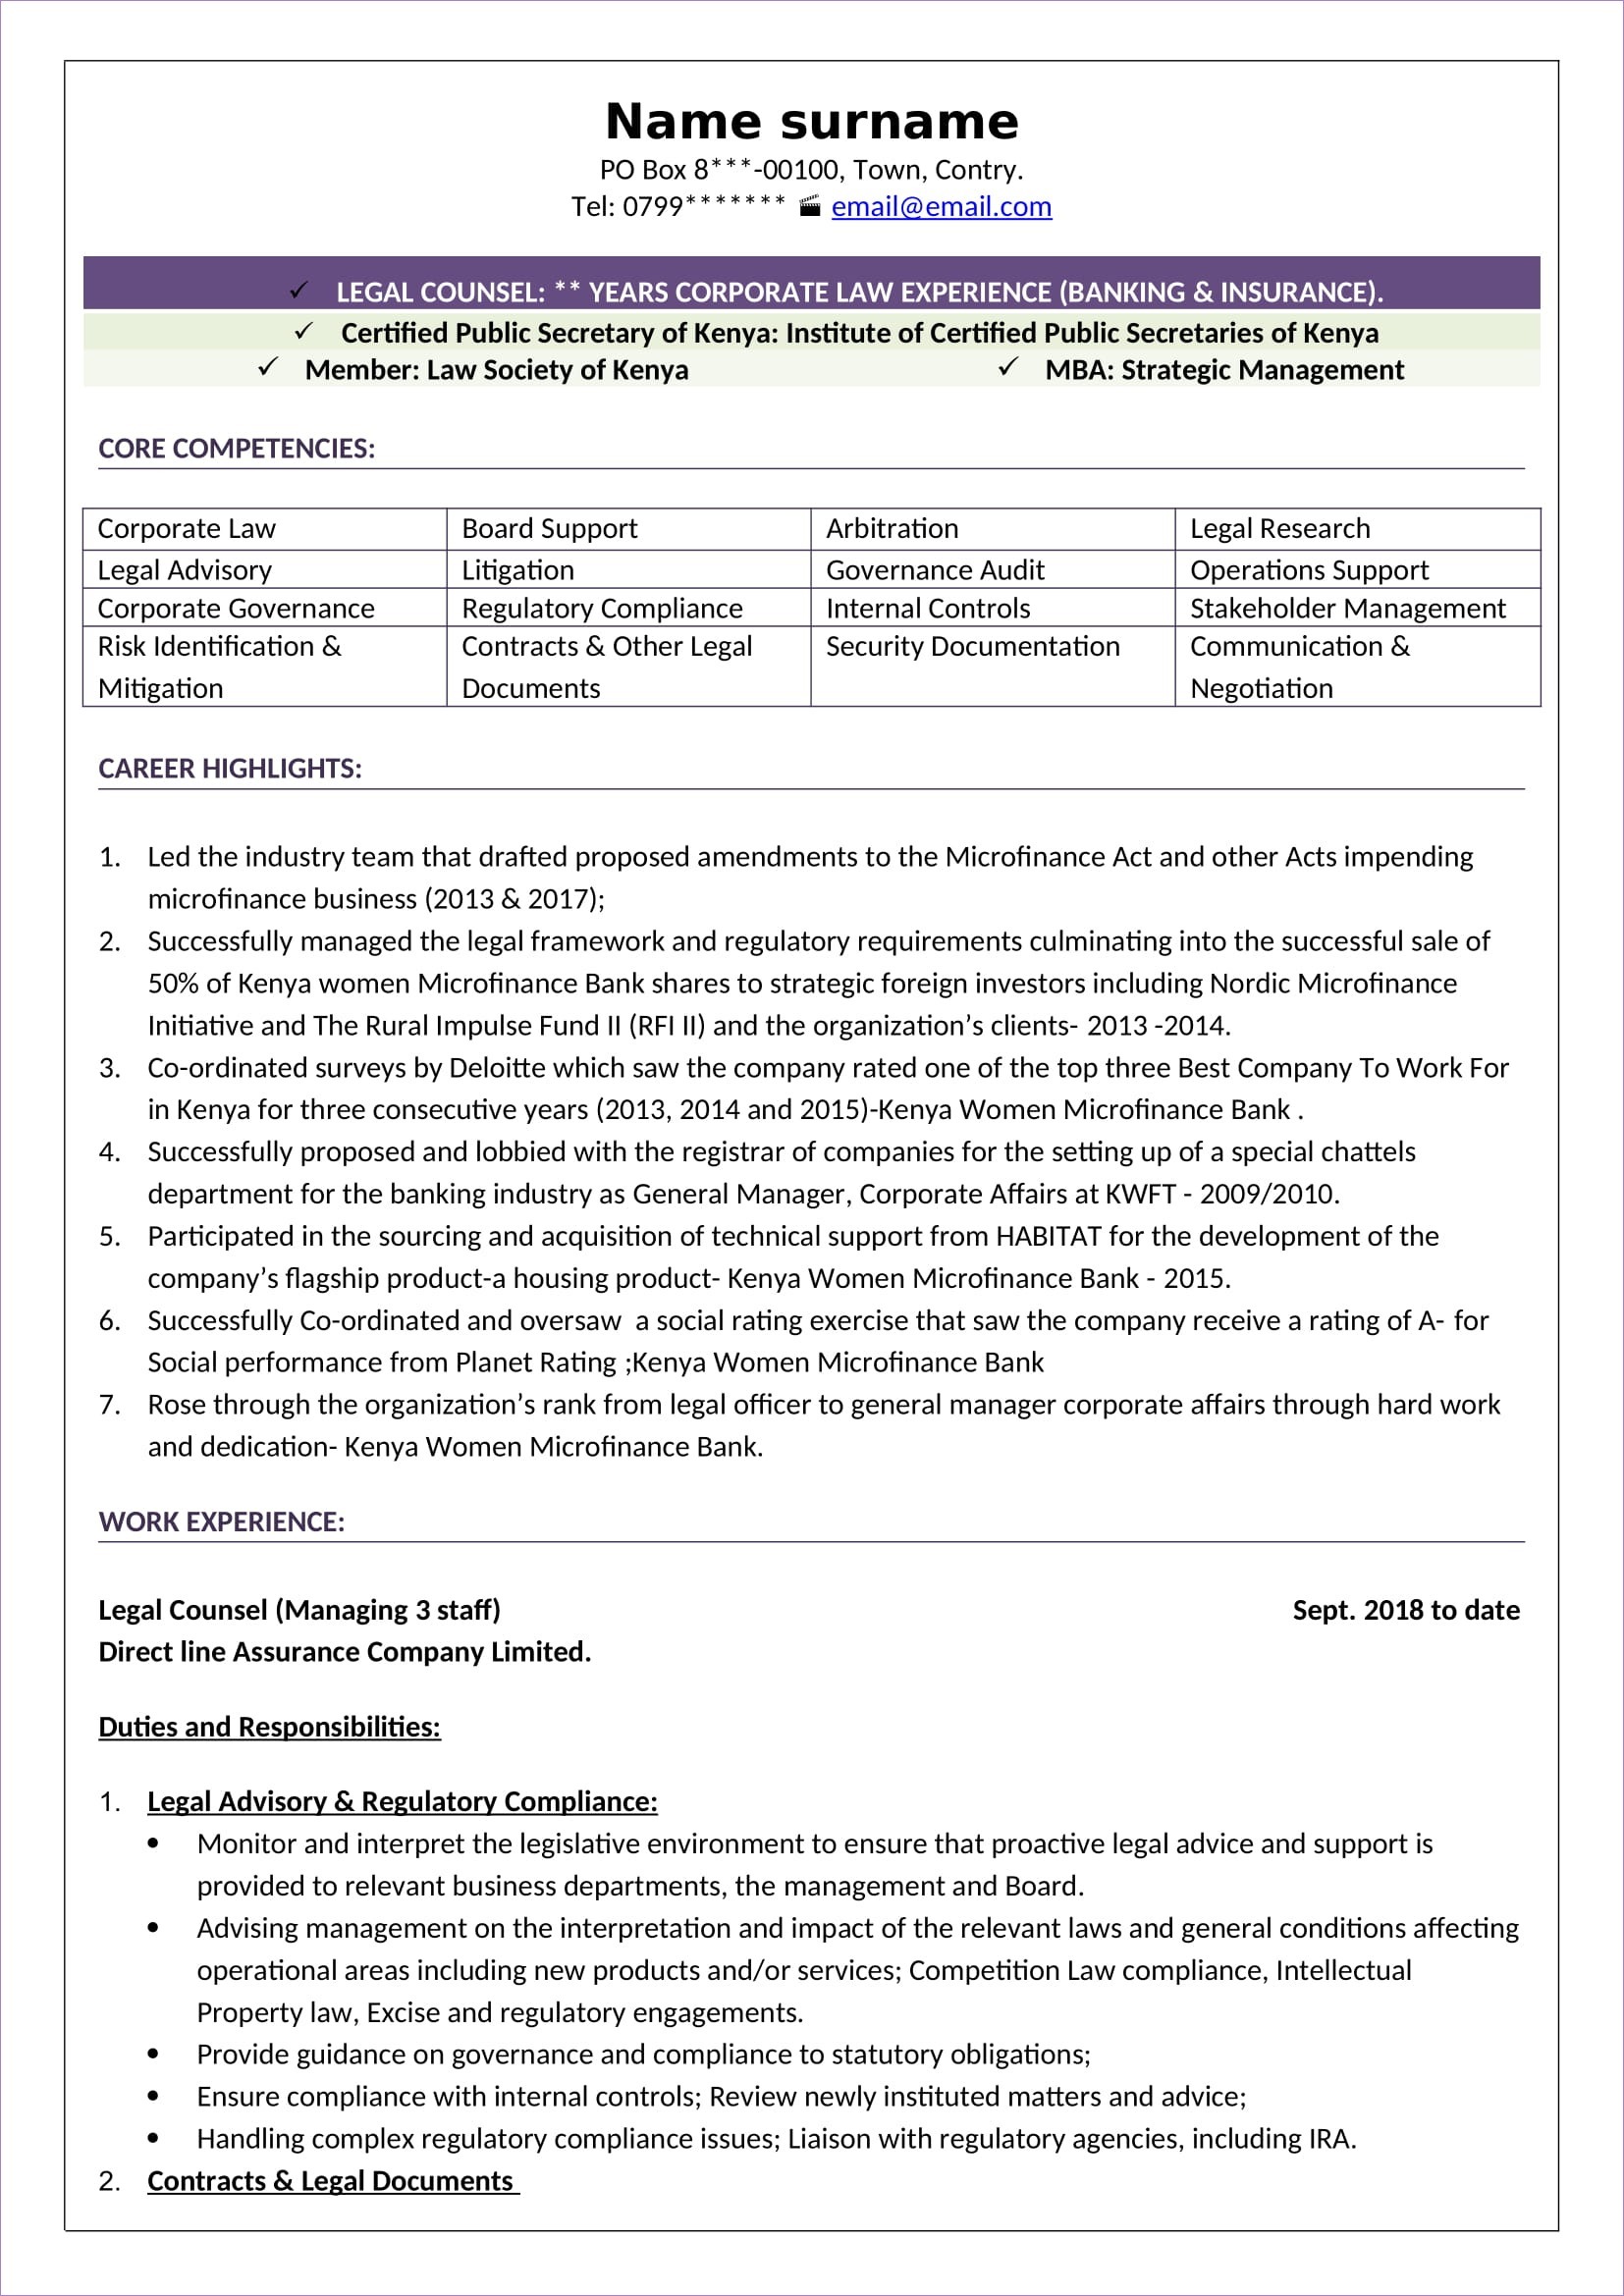 Name surname
PO Box 8***-00100, Town, Contry.
Tel: 0799******* email@email.com
✓ LEGAL COUNSEL: ** YEARS CORPORATE LAW EXPERIENCE (BANKING & INSURANCE).
✓ Certified Public Secretary of Kenya: Institute of Certified Public Secretaries of Kenya
✓ Member: Law Society of Kenya ✓ MBA: Strategic Management
CORE COMPETENCIES:
Corporate Law Board Support Arbitration Legal Research
Legal Advisory Litigation Governance Audit Operations Support
Corporate Governance Regulatory Compliance Internal Controls Stakeholder Management
Risk Identification & Contracts & Other Legal Security Documentation Communication &
Mitigation Documents Negotiation
CAREER HIGHLIGHTS:
1. Led the industry team that drafted proposed amendments to the Microfinance Act and other Acts impending
microfinance business (2013 & 2017);
2. Successfully managed the legal framework and regulatory requirements culminating into the successful sale of
50% of Kenya women Microfinance Bank shares to strategic foreign investors including Nordic Microfinance
Initiative and The Rural Impulse Fund II (RFI II) and the organization’s clients- 2013 -2014.
3. Co-ordinated surveys by Deloitte which saw the company rated one of the top three Best Company To Work For
in Kenya for three consecutive years (2013, 2014 and 2015)-Kenya Women Microfinance Bank .
4. Successfully proposed and lobbied with the registrar of companies for the setting up of a special chattels
department for the banking industry as General Manager, Corporate Affairs at KWFT - 2009/2010.
5. Participated in the sourcing and acquisition of technical support from HABITAT for the development of the
company’s flagship product-a housing product- Kenya Women Microfinance Bank - 2015.
6. Successfully Co-ordinated and oversaw  a social rating exercise that saw the company receive a rating of A- for
Social performance from Planet Rating ;Kenya Women Microfinance Bank
7. Rose through the organization’s rank from legal officer to general manager corporate affairs through hard work
and dedication- Kenya Women Microfinance Bank.
WORK EXPERIENCE:
Legal Counsel (Managing 3 staff) Sept. 2018 to date
Direct line Assurance Company Limited.
Duties and Responsibilities:
1. Legal Advisory & Regulatory Compliance:
• Monitor and interpret the legislative environment to ensure that proactive legal advice and support is
provided to relevant business departments, the management and Board.
• Advising management on the interpretation and impact of the relevant laws and general conditions affecting
operational areas including new products and/or services; Competition Law compliance, Intellectual
Property law, Excise and regulatory engagements.
• Provide guidance on governance and compliance to statutory obligations;
• Ensure compliance with internal controls; Review newly instituted matters and advice;
• Handling complex regulatory compliance issues; Liaison with regulatory agencies, including IRA.
2. Contracts & Legal Documents